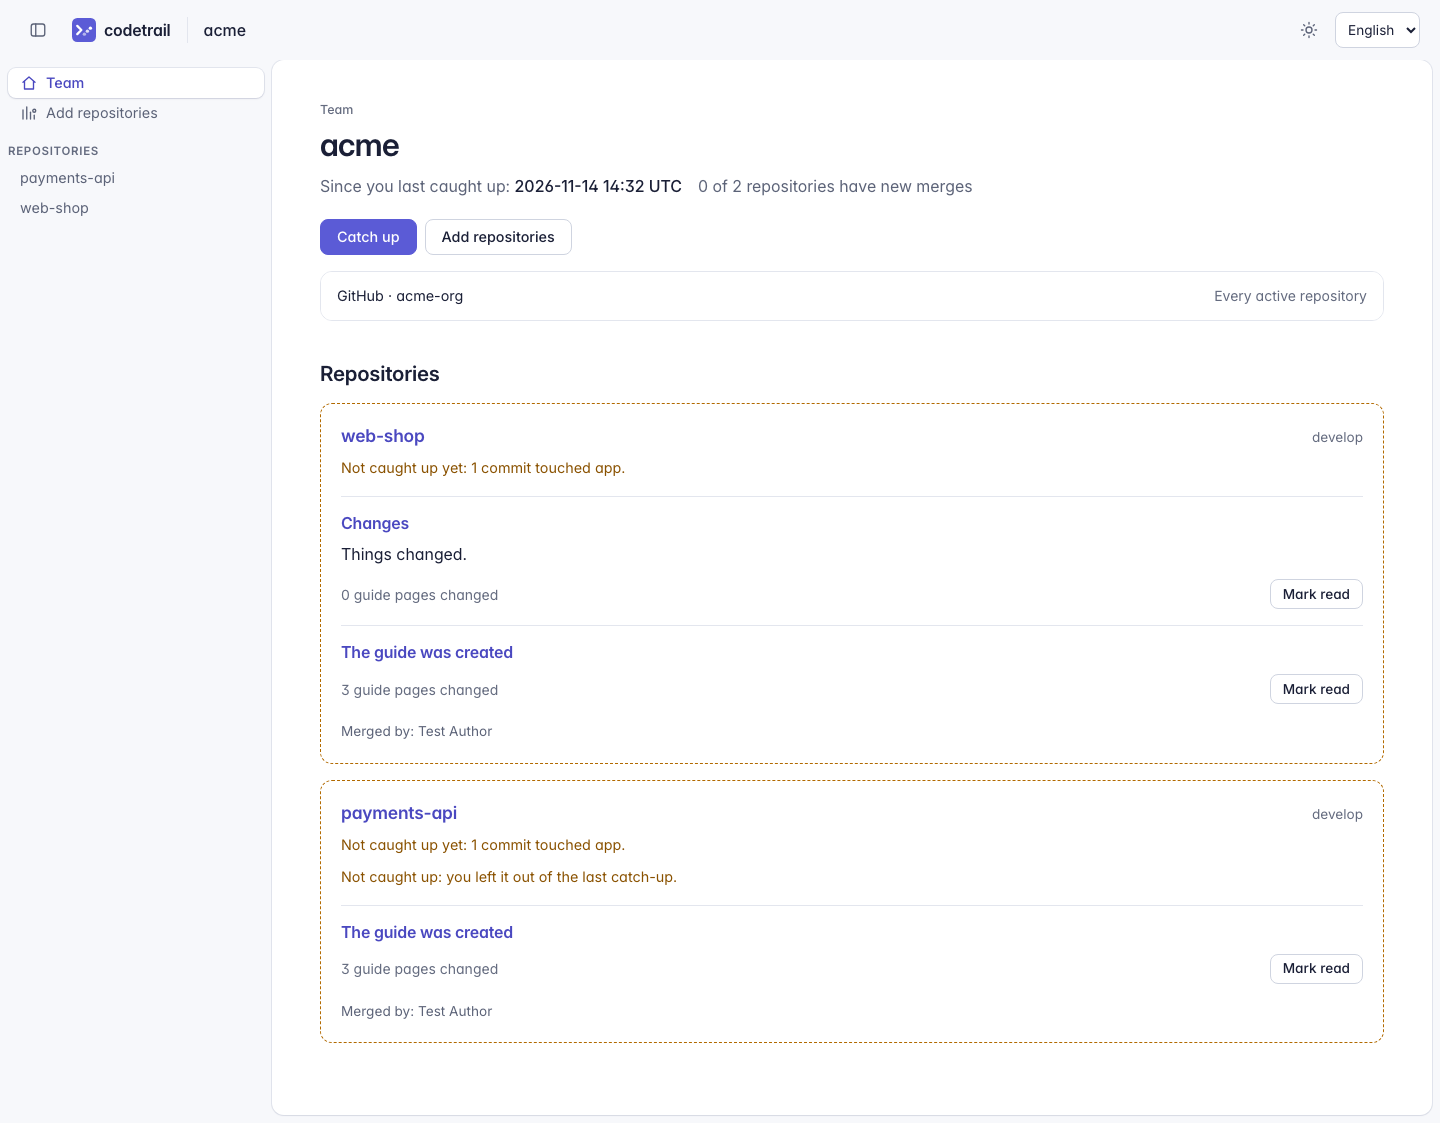 codetrail
acme
English
Team
Add repositories
REPOSITORIES
payments-api
web-shop
Team
acme
Since you last caught up: 2026-11-14 14:32 UTC 0 of 2 repositories have new merges
Catch up
Add repositories
GitHub · acme-org
Every active repository
Repositories
web-shop
develop
Not caught up yet: 1 commit touched app.
Changes
Things changed.
0 guide pages changed
Mark read
The guide was created
3 guide pages changed
Mark read
Merged by: Test Author
payments-api
develop
Not caught up yet: 1 commit touched app.
Not caught up: you left it out of the last catch-up.
The guide was created
3 guide pages changed
Mark read
Merged by: Test Author